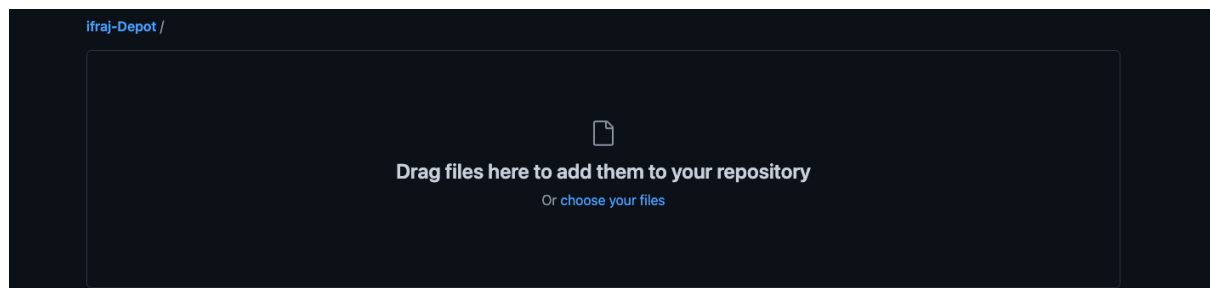 ifraj-Depot /
Drag files here to add them to your repository
Or choose your files